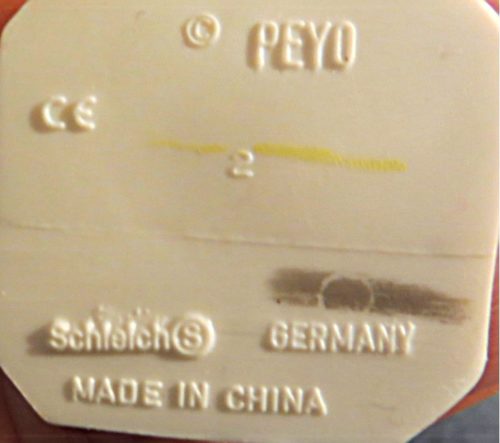 © PEYO
CE
2
Schleich Ⓢ GERMANY
MADE IN CHINA